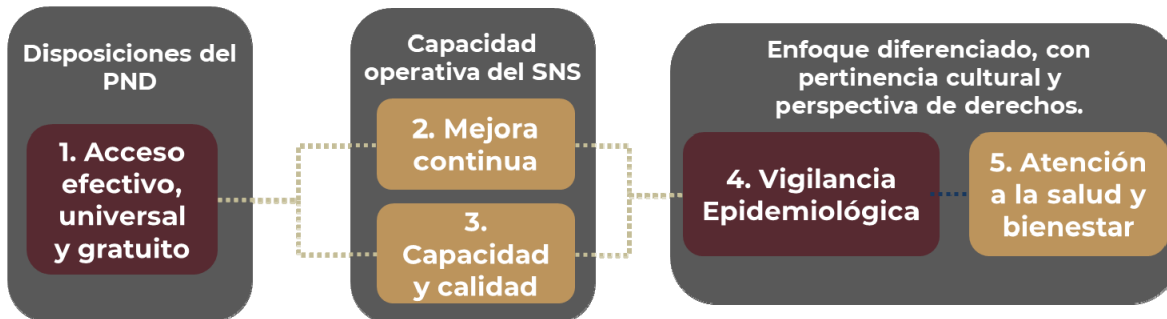 Disposiciones del
PND
1. Acceso
efectivo,
universal
y gratuito
Capacidad
operativa del SNS
2. Mejora
continua
3.
Capacidad
y calidad
Enfoque diferenciado, con
pertinencia cultural y
perspectiva de derechos.
4. Vigilancia
Epidemiológica
5. Atención
a la salud y
bienestar